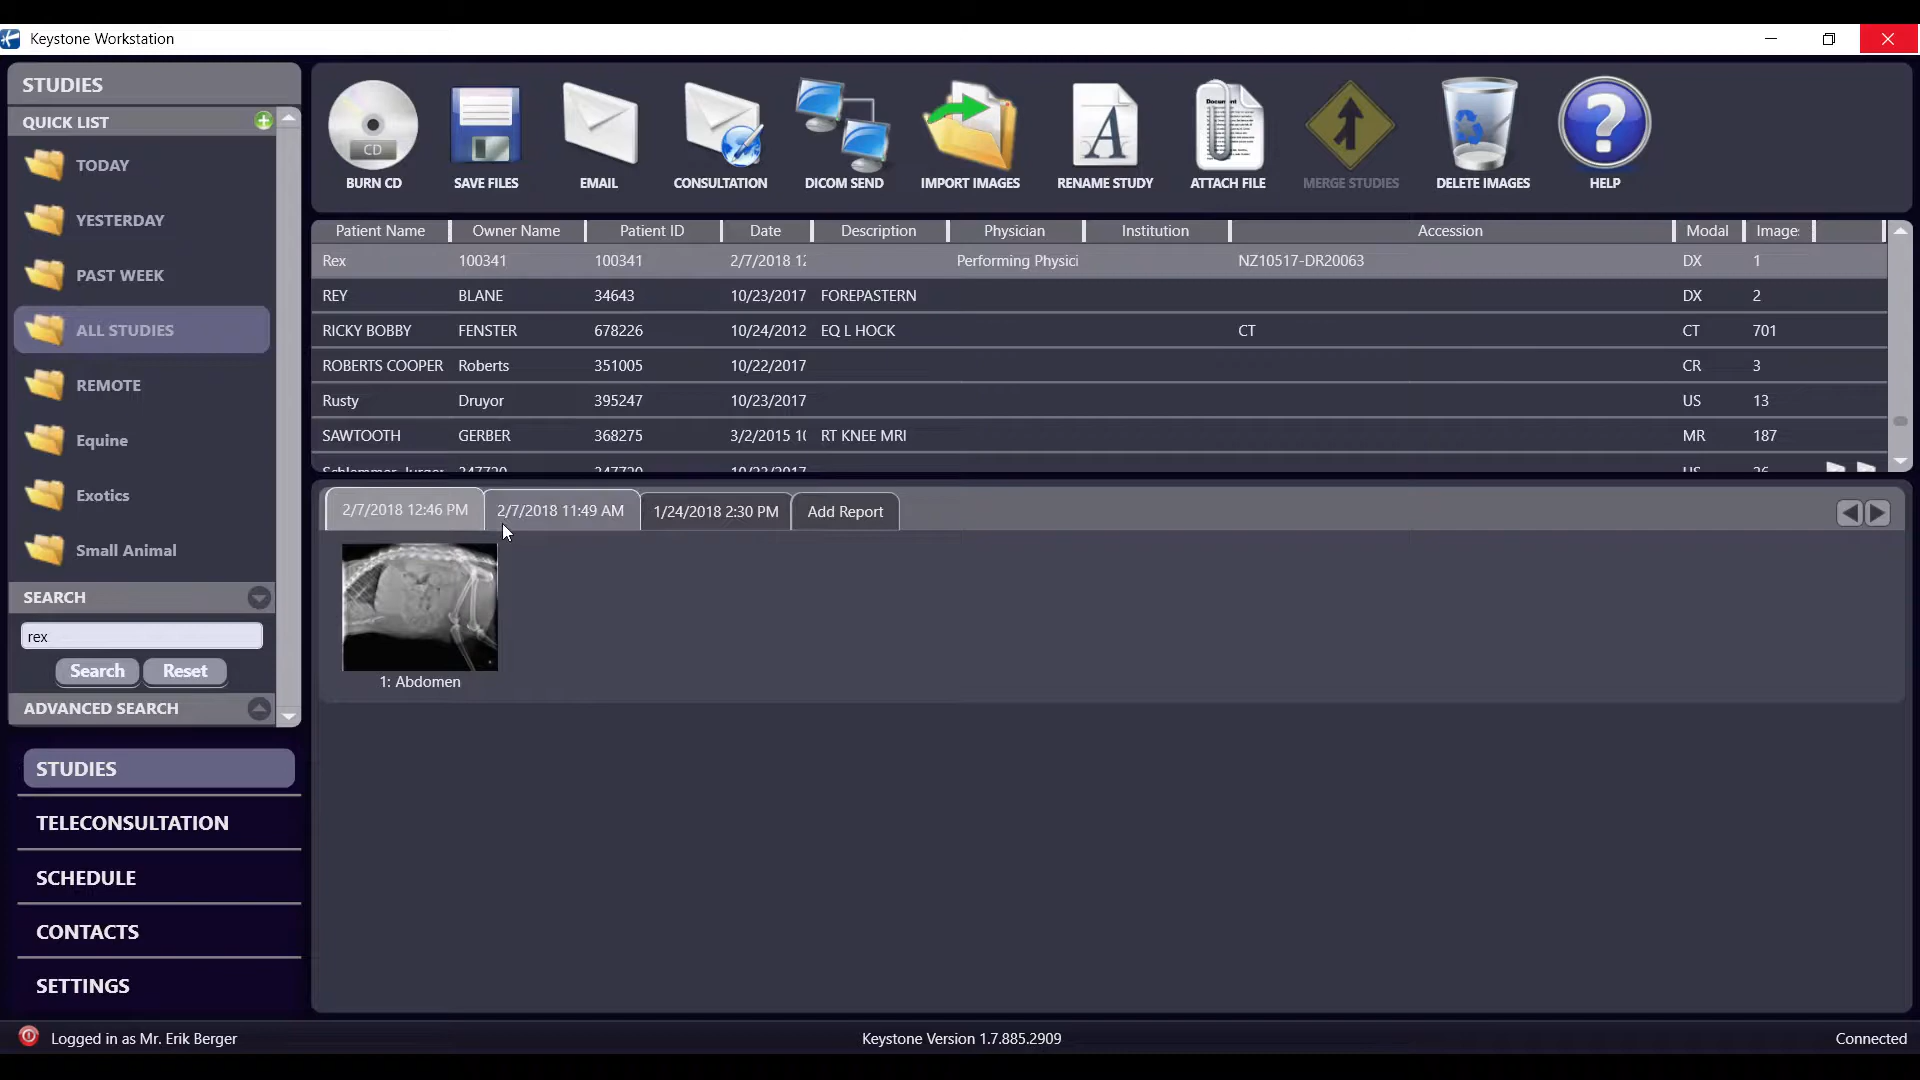 Keystone Workstation
STUDIES
QUICK LIST
TODAY
YESTERDAY
PAST WEEK
ALL STUDIES
REMOTE
Equine
Exotics
Small Animal
SEARCH
rex
Search Reset
ADVANCED SEARCH
STUDIES
TELECONSULTATION
SCHEDULE
CONTACTS
SETTINGS
CD
Document
BURN CD SAVE FILES EMAIL CONSULTATION DICOM SEND IMPORT IMAGES RENAME STUDY ATTACH FILE MERGE STUDIES DELETE IMAGES HELP
Patient Name Owner Name Patient ID Date Description Physician Institution Accession Modal Image
Rex 100341 100341 2/7/2018 12: Performing Physici NZ10517-DR20063 DX 1
REY BLANE 34643 10/23/2017 FOREPASTERN DX 2
RICKY BOBBY FENSTER 678226 10/24/2012 EQ L HOCK CT CT 701
ROBERTS COOPER Roberts 351005 10/22/2017 CR 3
Rusty Druyor 395247 10/23/2017 US 13
SAWTOOTH GERBER 368275 3/2/2015 10 RT KNEE MRI MR 187
2/7/2018 12:46 PM 2/7/2018 11:49 AM 1/24/2018 2:30 PM Add Report
1: Abdomen
Logged in as Mr. Erik Berger Keystone Version 1.7.885.2909 Connected